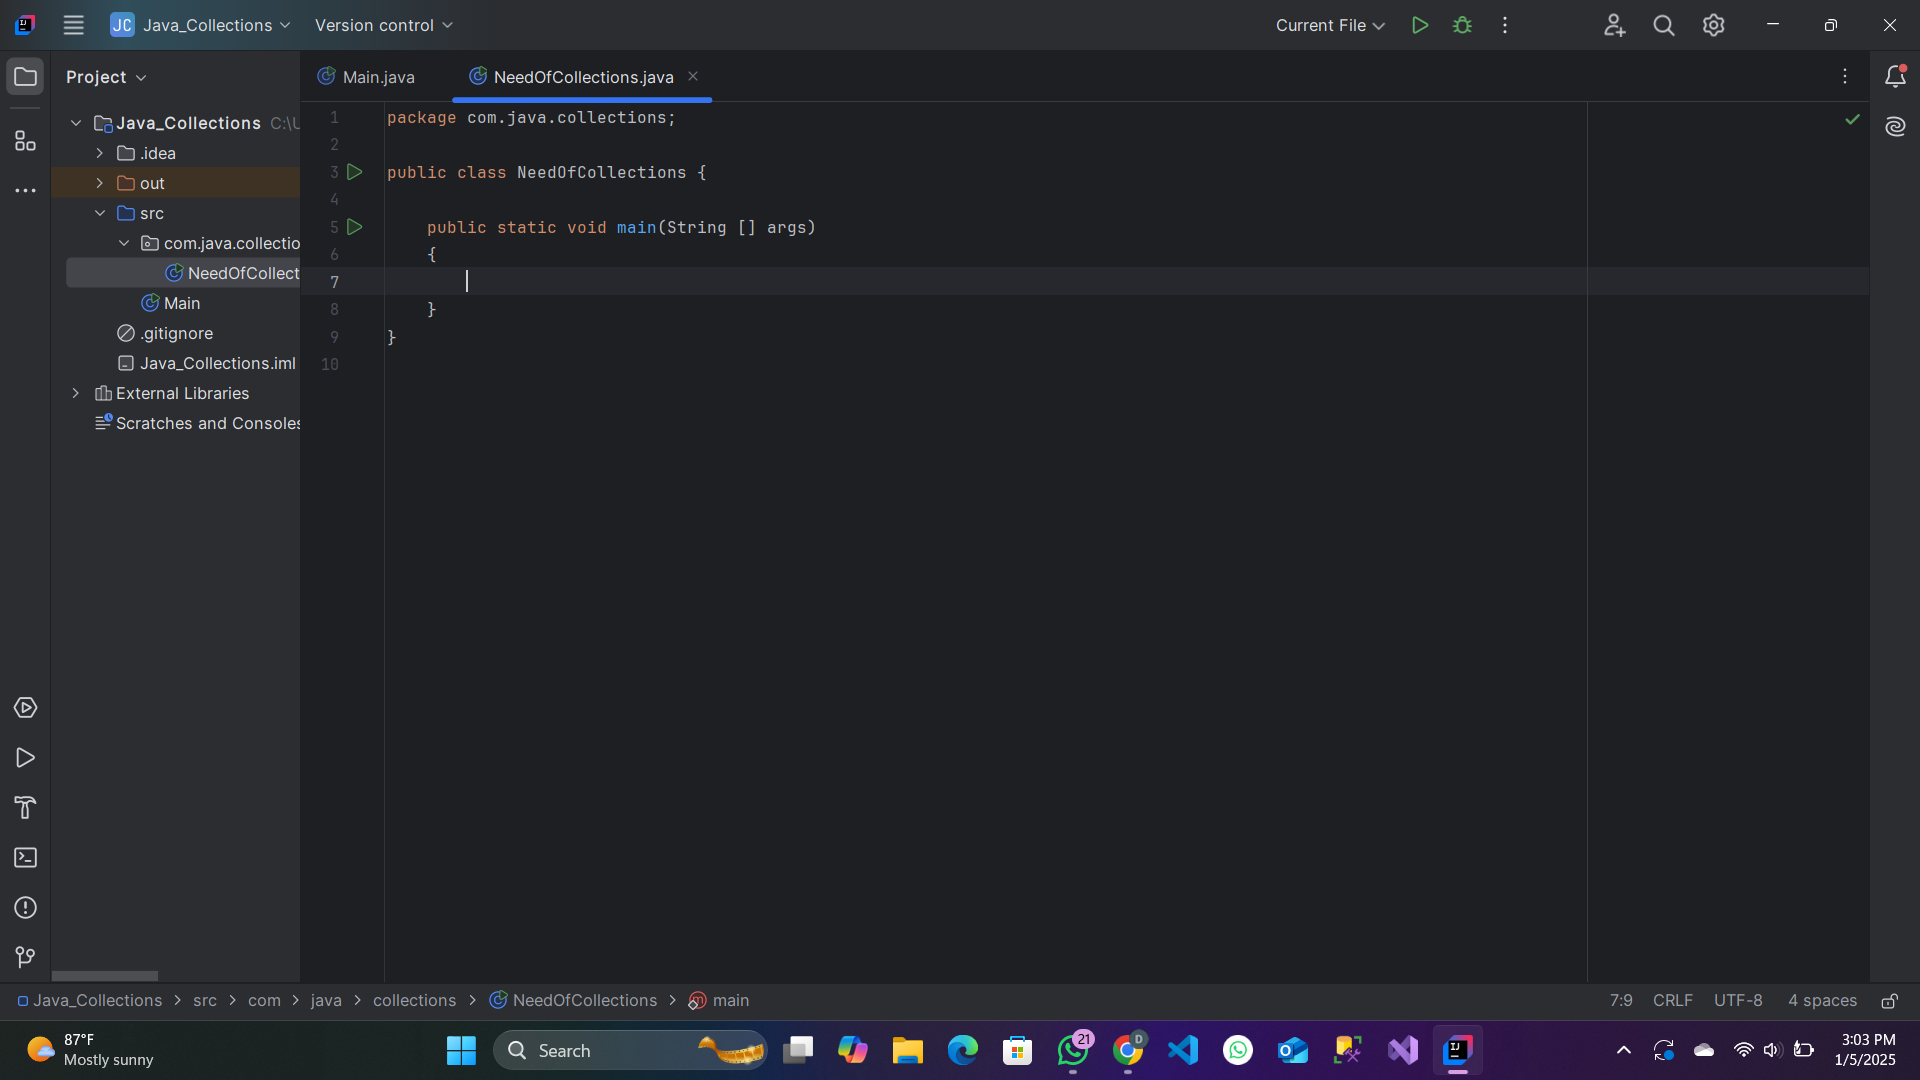 JC Java_Collections Version control Current File
Project
Main.java NeedOfCollections.java
Java_Collections C:\U
.idea
out
src
com.java.collectio
NeedOfCollect
Main
.gitignore
Java_Collections.iml
External Libraries
Scratches and Consoles
1 package com.java.collections;
2
3 public class NeedOfCollections {
4
5 public static void main(String [] args)
6 {
7
8 }
9 }
10
Java_Collections > src > com > java > collections > NeedOfCollections > main 7:9 CRLF UTF-8 4 spaces
87°F
Mostly sunny
Search
21
D
3:03 PM
1/5/2025